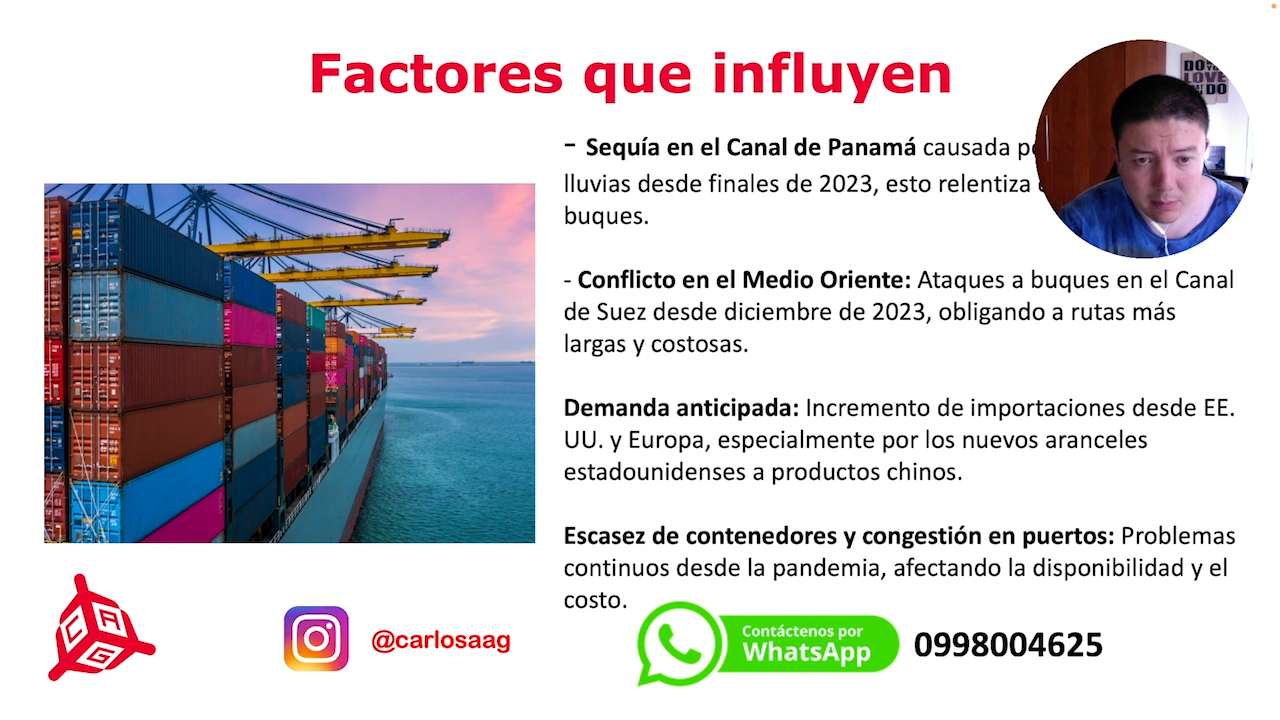 Factores que influyen
DO
LOVE
DO
- Sequía en el Canal de Panamá causada
lluvias desde finales de 2023, esto relentiza
buques.
- Conflicto en el Medio Oriente: Ataques a buques en el Canal
de Suez desde diciembre de 2023, obligando a rutas más
largas y costosas.
Demanda anticipada: Incremento de importaciones desde EE.
UU. y Europa, especialmente por los nuevos aranceles
estadounidenses a productos chinos.
Escasez de contenedores y congestión en puertos: Problemas
continuos desde la pandemia, afectando la disponibilidad y el
costo.
C A G
@carlosaag
Contáctenos por
WhatsApp
0998004625